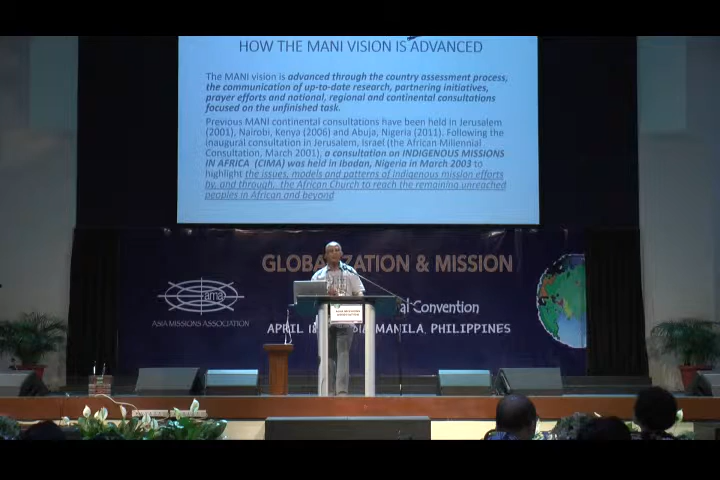 HOW THE MANI VISION IS ADVANCED
The MANI vision is advanced through the country assessment process,
the communication of up-to-date research, partnering initiatives,
prayer efforts and national, regional and continental consultations
focused on the unfinished task.
Previous MANI continental consultations have been held in Jerusalem
(2001), Nairobi, Kenya (2006) and Abuja, Nigeria (2011). Following the
inaugural consultation in Jerusalem, Israel (the African Millennial
Consultation, March 2001), a consultation on INDIGENOUS MISSIONS
IN AFRICA (CIMA) was held in Ibadan, Nigeria in March 2003 to
highlight the issues, models and patterns of indigenous mission efforts
by, and through, the African Church to reach the remaining unreached
peoples in African and beyond
GLOBALIZATION & MISSION
ama
Convention
ASIA MISSIONS ASSOCIATION
APRIL MANILA, PHILIPPINES